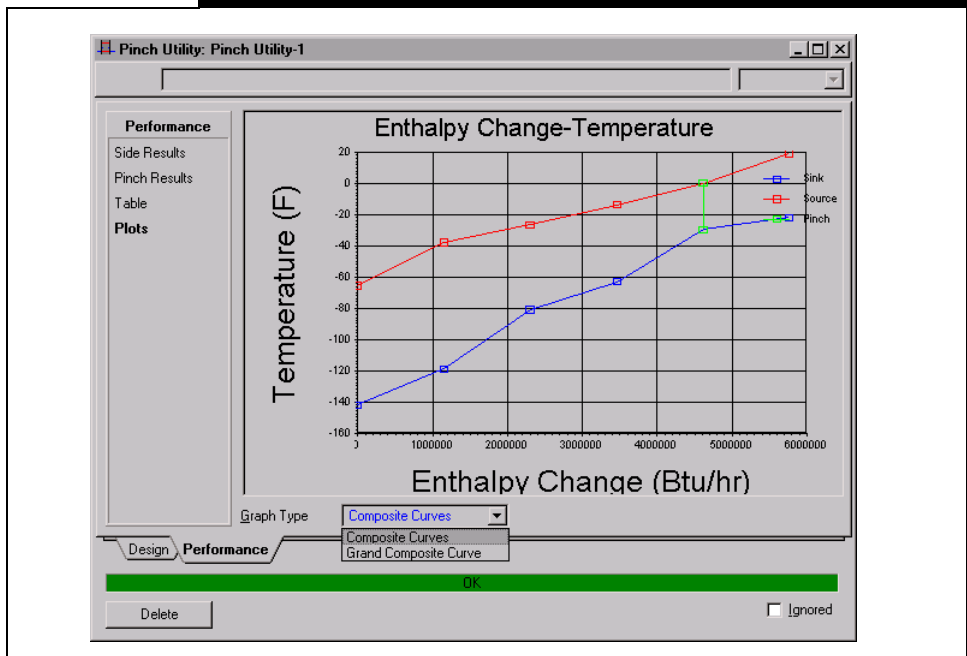 Pinch Utility: Pinch Utility-1
Performance
Side Results
Pinch Results
Table
Plots
Enthalpy Change-Temperature
Temperature (F)
20
0
-20
-40
-60
-80
-100
-120
-140
-160
Sink
Source
Pinch
1000000 2000000 3000000 4000000 5000000 6000000
Enthalpy Change (Btu/hr)
Graph Type Composite Curves
Composite Curves
Grand Composite Curve
Design Performance
OK
Delete Ignored